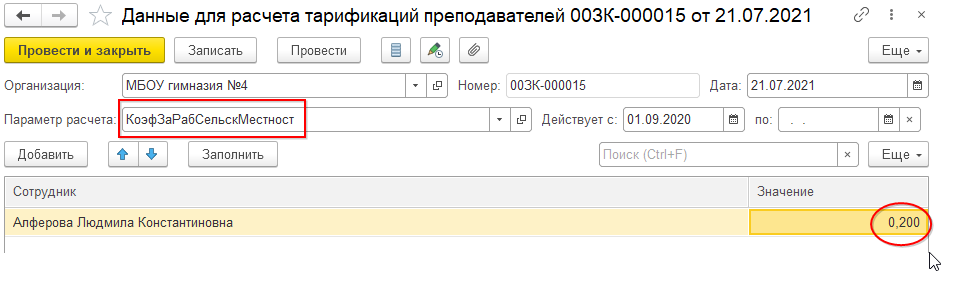 Данные для расчета тарификаций преподавателей 00ЗК-000015 от 21.07.2021
Провести и закрыть Записать Провести Еще
Организация: МБОУ гимназия №4 Номер: 00ЗК-000015 Дата: 21.07.2021
Параметр расчета: КоэфЗаРабСельскМестност Действует с: 01.09.2020 по: . .
Добавить Заполнить Поиск (Ctrl+F) × Еще
Сотрудник Значение
Алферова Людмила Константиновна 0,200